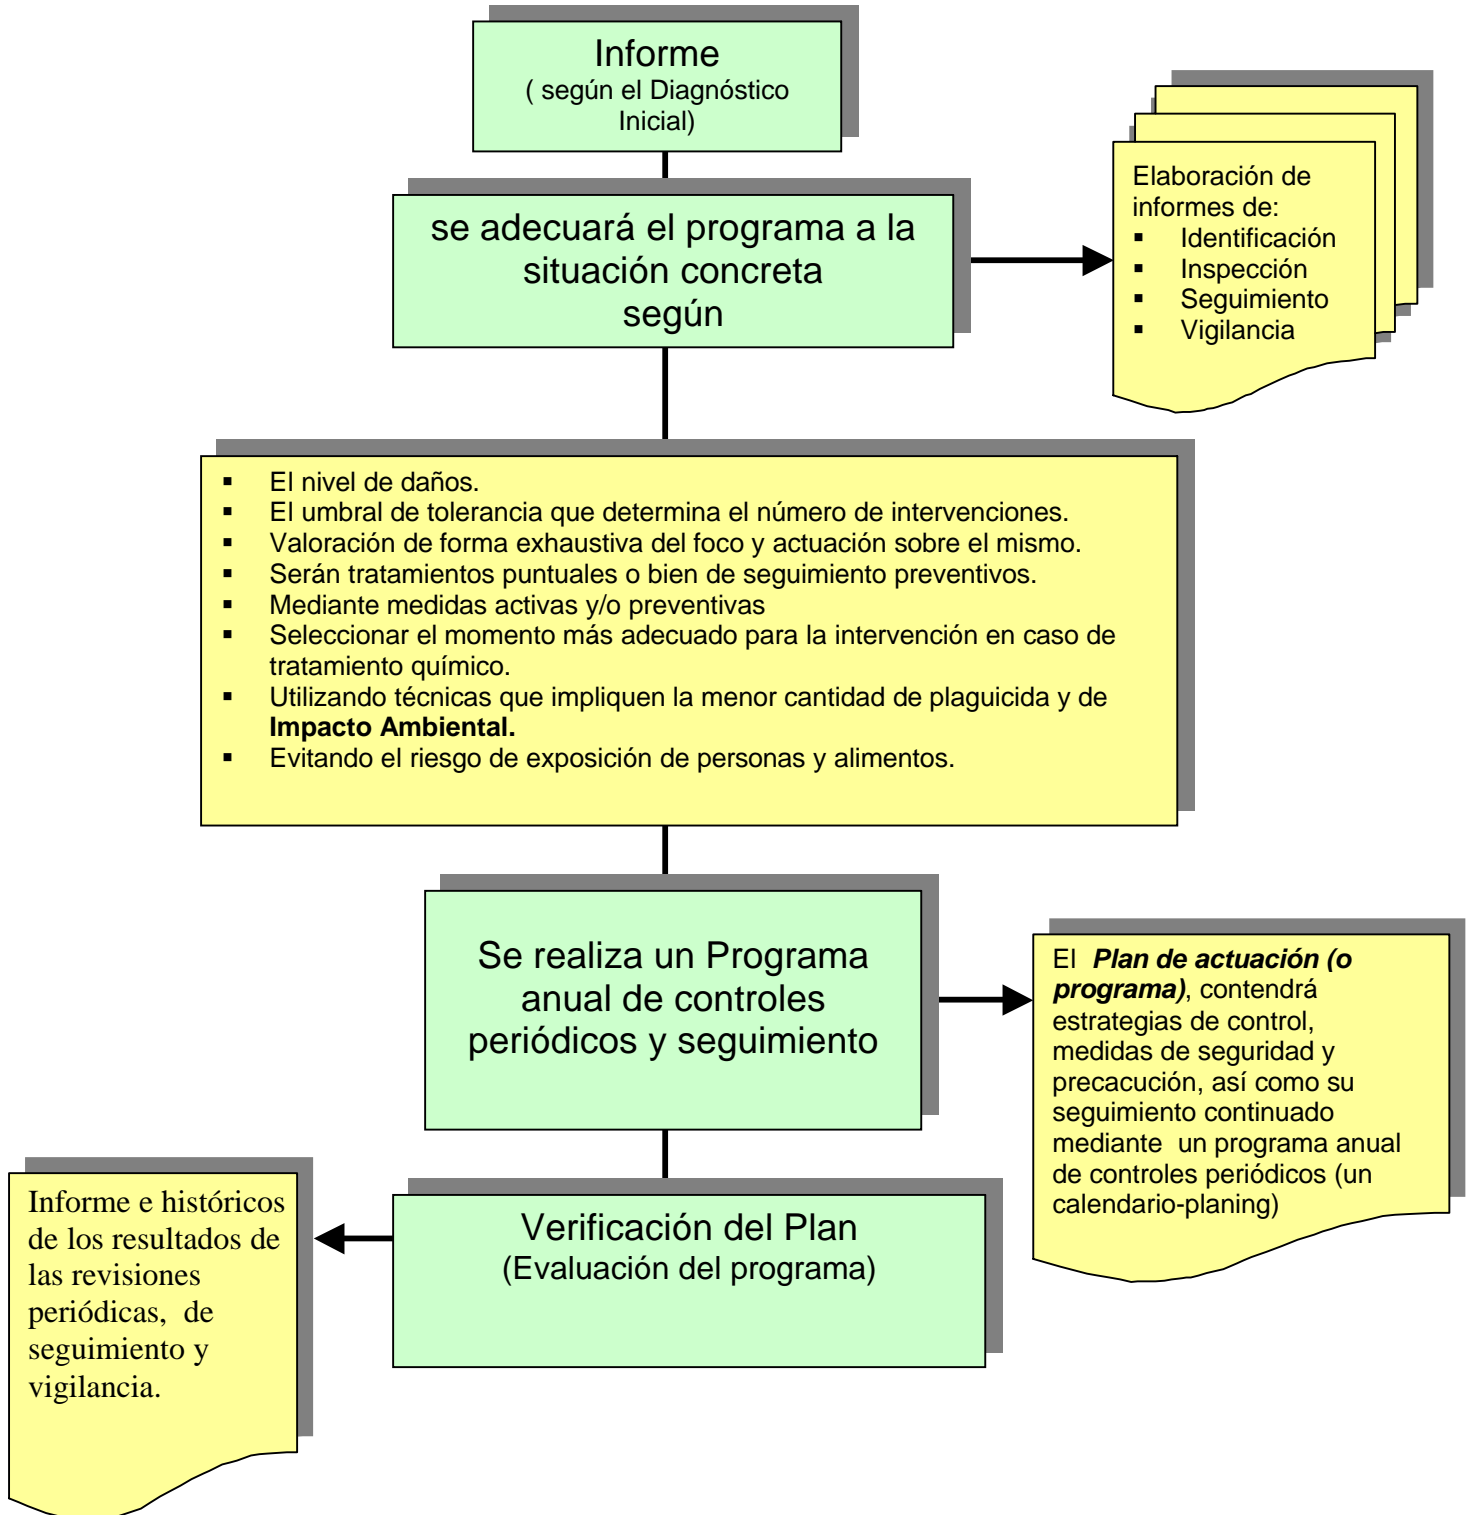 Informe
( según el Diagnóstico
Inicial)
se adecuará el programa a la
situación concreta
según
Elaboración de
informes de:
▪ Identificación
▪ Inspección
▪ Seguimiento
▪ Vigilancia
▪ El nivel de daños.
▪ El umbral de tolerancia que determina el número de intervenciones.
▪ Valoración de forma exhaustiva del foco y actuación sobre el mismo.
▪ Serán tratamientos puntuales o bien de seguimiento preventivos.
▪ Mediante medidas activas y/o preventivas
▪ Seleccionar el momento más adecuado para la intervención en caso de
tratamiento químico.
▪ Utilizando técnicas que impliquen la menor cantidad de plaguicida y de
Impacto Ambiental.
▪ Evitando el riesgo de exposición de personas y alimentos.
Se realiza un Programa
anual de controles
periódicos y seguimiento
El Plan de actuación (o
programa), contendrá
estrategias de control,
medidas de seguridad y
precacución, así como su
seguimiento continuado
mediante un programa anual
de controles periódicos (un
calendario-planing)
Verificación del Plan
(Evaluación del programa)
Informe e históricos
de los resultados de
las revisiones
periódicas, de
seguimiento y
vigilancia.